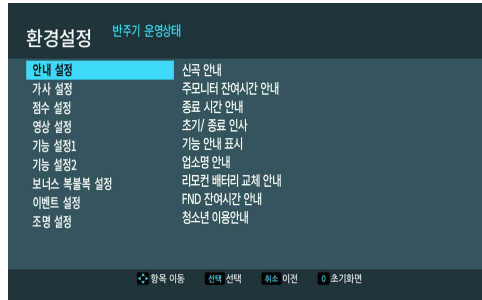 환경설정 반주기 운영상태
안내 설정
가사 설정
점수 설정
영상 설정
기능 설정1
기능 설정2
보너스 복불복 설정
이벤트 설정
조명 설정
신곡 안내
주모니터 잔여시간 안내
종료 시간 안내
초기/ 종료 인사
기능 안내 표시
업소명 안내
리모컨 배터리 교체 안내
FND 잔여시간 안내
청소년 이용안내
항목 이동 선택 선택 취소 이전 0 초기화면